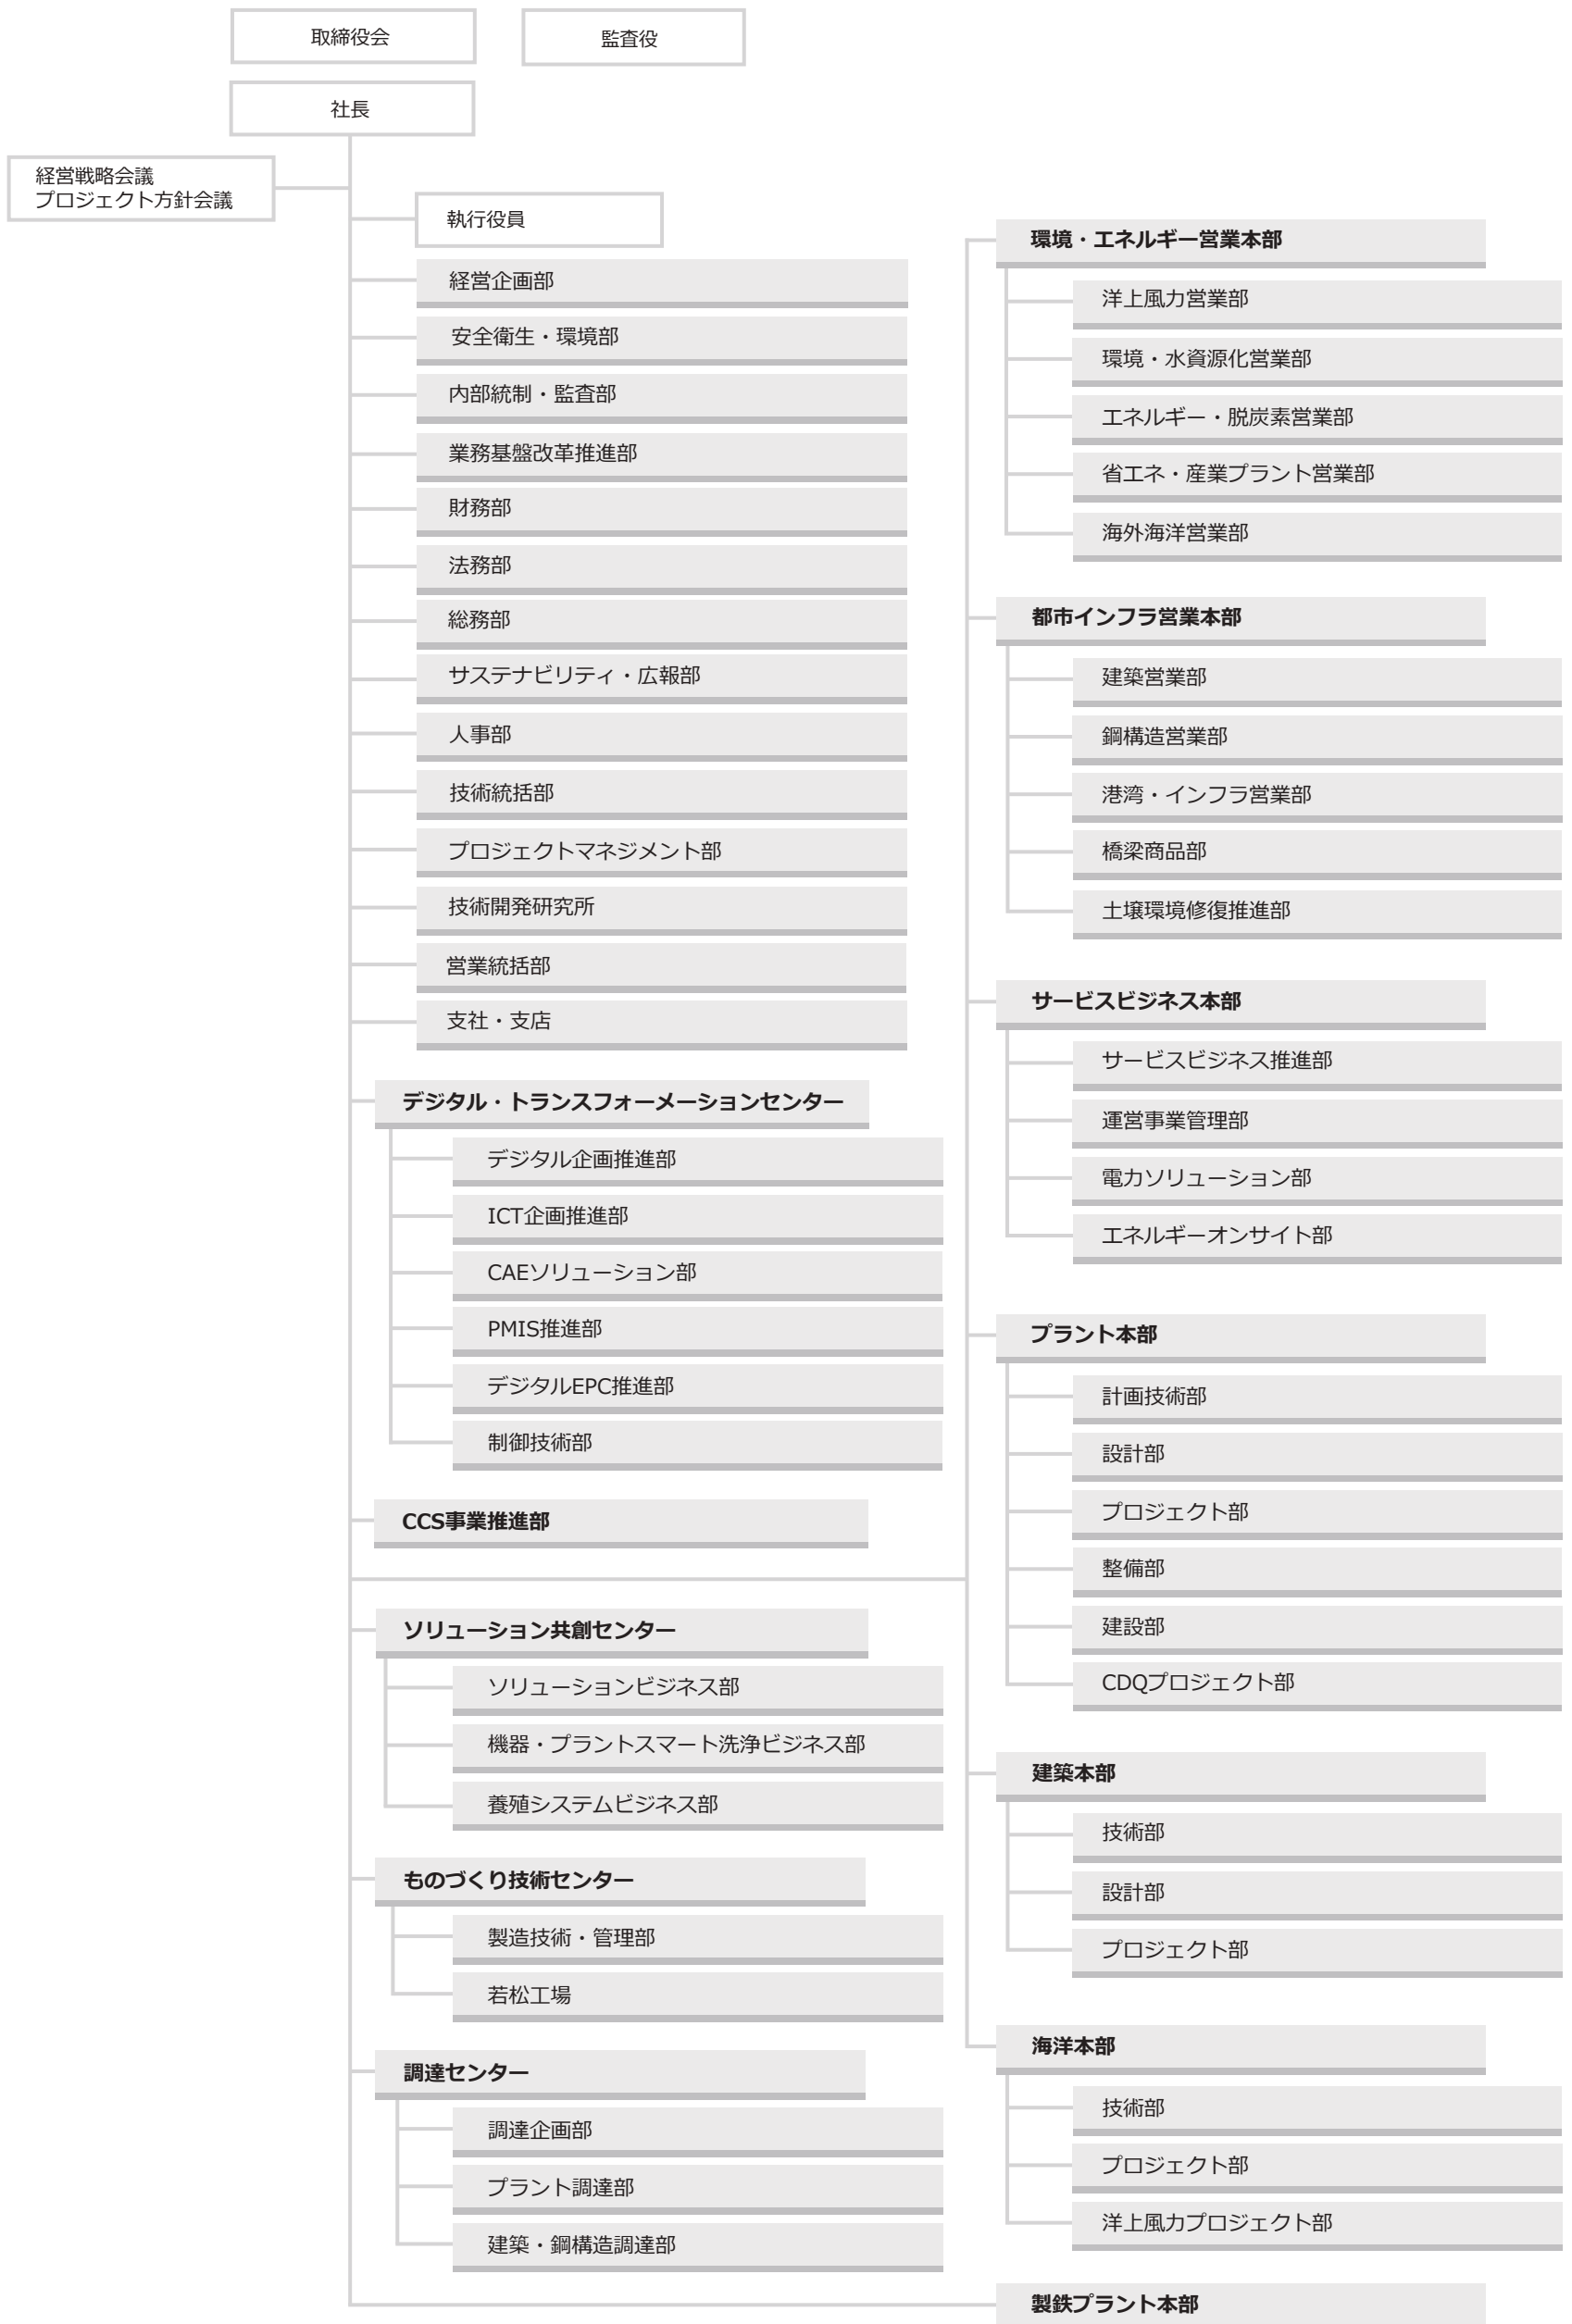 取締役会
監査役
社長
経営戦略会議
プロジェクト方針会議
執行役員
経営企画部
安全衛生・環境部
内部統制・監査部
業務基盤改革推進部
財務部
法務部
総務部
サステナビリティ・広報部
人事部
技術統括部
プロジェクトマネジメント部
技術開発研究所
営業統括部
支社・支店
デジタル・トランスフォーメーションセンター
デジタル企画推進部
ICT企画推進部
CAEソリューション部
PMIS推進部
デジタルEPC推進部
制御技術部
CCS事業推進部
ソリューション共創センター
ソリューションビジネス部
機器・プラントスマート洗浄ビジネス部
養殖システムビジネス部
ものづくり技術センター
製造技術・管理部
若松工場
調達センター
調達企画部
プラント調達部
建築・鋼構造調達部
環境・エネルギー営業本部
洋上風力営業部
環境・水資源化営業部
エネルギー・脱炭素営業部
省エネ・産業プラント営業部
海外海洋営業部
都市インフラ営業本部
建築営業部
鋼構造営業部
港湾・インフラ営業部
橋梁商品部
土壌環境修復推進部
サービスビジネス本部
サービスビジネス推進部
運営事業管理部
電力ソリューション部
エネルギーオンサイト部
プラント本部
計画技術部
設計部
プロジェクト部
整備部
建設部
CDQプロジェクト部
建築本部
技術部
設計部
プロジェクト部
海洋本部
技術部
プロジェクト部
洋上風力プロジェクト部
製鉄プラント本部